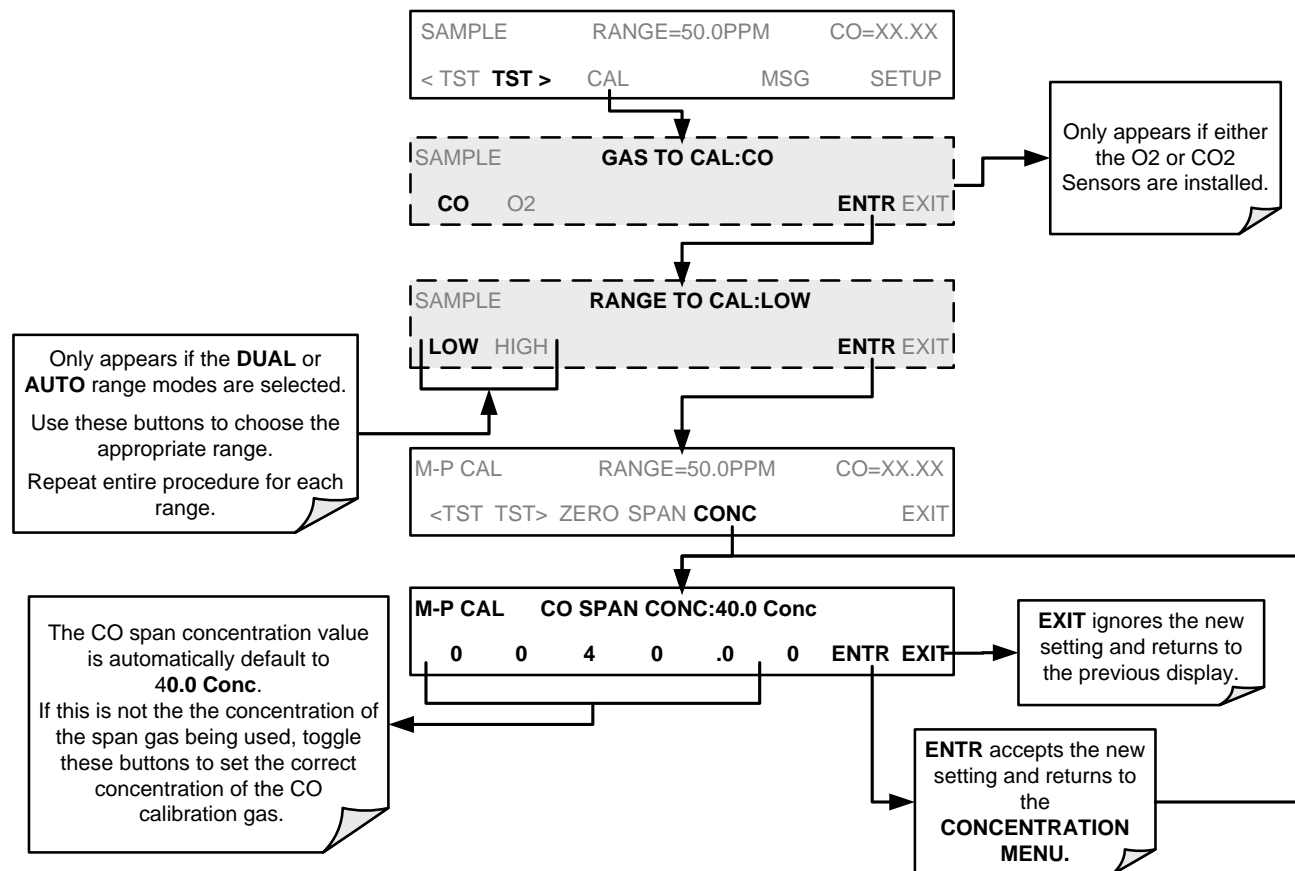 SAMPLE RANGE=50.0PPM CO=XX.XX
< TST TST > CAL MSG SETUP
SAMPLE GAS TO CAL:CO
CO O2 ENTR EXIT
Only appears if either
the O2 or CO2
Sensors are installed.
SAMPLE RANGE TO CAL:LOW
LOW HIGH ENTR EXIT
Only appears if the DUAL or
AUTO range modes are selected.
Use these buttons to choose the
appropriate range.
Repeat entire procedure for each
range.
M-P CAL RANGE=50.0PPM CO=XX.XX
<TST TST> ZERO SPAN CONC EXIT
M-P CAL CO SPAN CONC:40.0 Conc
0 0 4 0 .0 0 ENTR EXIT
The CO span concentration value
is automatically default to
40.0 Conc.
If this is not the the concentration of
the span gas being used, toggle
these buttons to set the correct
concentration of the CO
calibration gas.
EXIT ignores the new
setting and returns to
the previous display.
ENTR accepts the new
setting and returns to
the
CONCENTRATION
MENU.